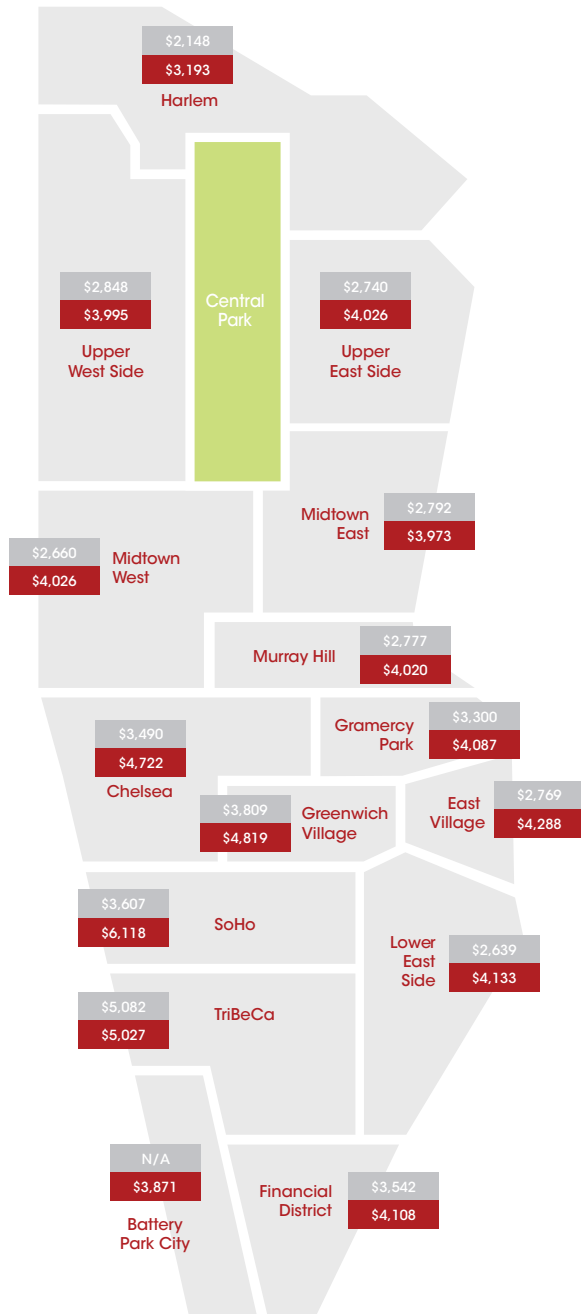 $2,148
$3,193
Harlem
$2,848
$3,995
Upper
West Side
Central
Park
$2,740
$4,026
Upper
East Side
Midtown
East
$2,792
$3,973
$2,660
$4,026
Midtown
West
Murray Hill
$2,777
$4,020
$3,490
$4,722
Chelsea
Gramercy
Park
$3,300
$4,087
$3,809
$4,819
Greenwich
Village
East
Village
$2,769
$4,288
$3,607
$6,118
SoHo
Lower
East
Side
$2,639
$4,133
$5,082
$5,027
TriBeCa
N/A
$3,871
Battery
Park City
Financial
District
$3,542
$4,108